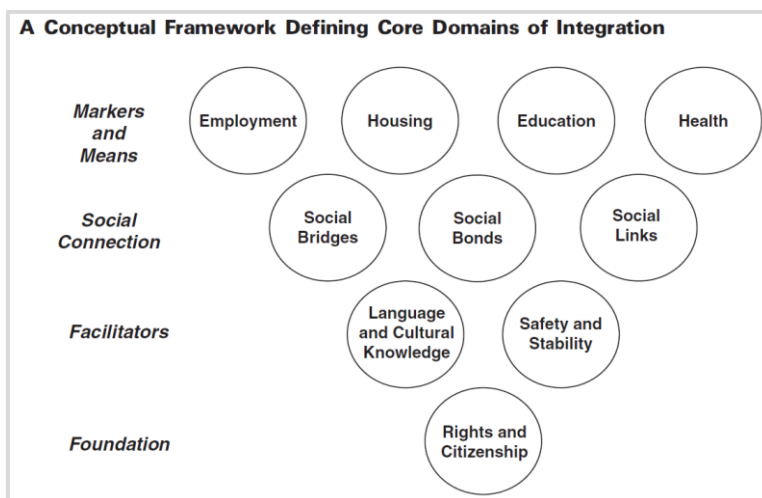 A Conceptual Framework Defining Core Domains of Integration
Markers
and
Means
Employment
Housing
Education
Health
Social
Connection
Social
Bridges
Social
Bonds
Social
Links
Facilitators
Language
and Cultural
Knowledge
Safety and
Stability
Foundation
Rights and
Citizenship